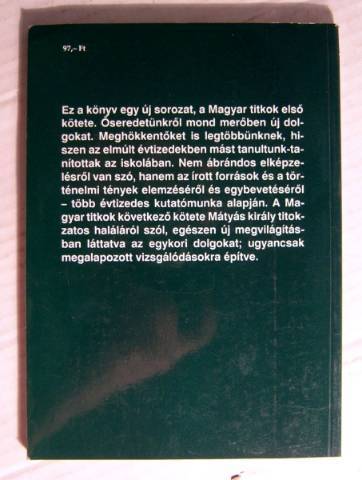 97,– Ft
Ez a könyv egy új sorozat, a Magyar titkok első
kötete. Őseredetünkről mond merőben új dol-
gokat. Meghökkentőket is legtöbbünknek, hi-
szen az elmúlt évtizedekben mást tanultunk-ta-
nítottak az iskolában. Nem ábrándos elképze-
lésről van szó, hanem az írott források és a tör-
ténelmi tények elemzéséről és egybevetéséről
– több évtizedes kutatómunka alapján. A Ma-
gyar titkok következő kötete Mátyás király titok-
zatos haláláról szól, egészen új megvilágítás-
ban láttatva az egykori dolgokat; ugyancsak
megalapozott vizsgálódásokra építve.